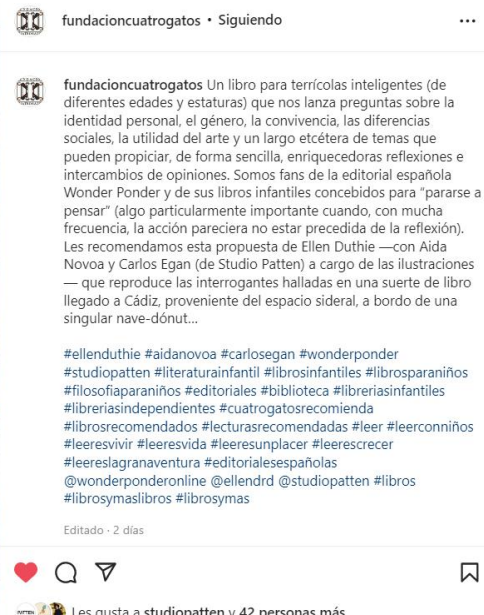 fundacioncuatrogatos • Siguiendo
fundacioncuatrogatos Un libro para terrícolas inteligentes (de
diferentes edades y estaturas) que nos lanza preguntas sobre la
identidad personal, el género, la convivencia, las diferencias
sociales, la utilidad del arte y un largo etcétera de temas que
pueden propiciar, de forma sencilla, enriquecedoras reflexiones e
intercambios de opiniones. Somos fans de la editorial española
Wonder Ponder y de sus libros infantiles concebidos para “pararse a
pensar” (algo particularmente importante cuando, con mucha
frecuencia, la acción pareciera no estar precedida de la reflexión).
Les recomendamos esta propuesta de Ellen Duthie —con Aida
Novoa y Carlos Egan (de Studio Patten) a cargo de las ilustraciones
— que reproduce las interrogantes halladas en una suerte de libro
llegado a Cádiz, proveniente del espacio sideral, a bordo de una
singular nave-dónut...
#ellenduthie #aidanovoa #carlosegan #wonderponder
#studiopatten #literaturainfantil #librosinfantiles #librosparaniños
#filosofiaparaniños #editoriales #biblioteca #libreriasinfantiles
#libreriasindependientes #cuatrogatosrecomienda
#librosrecomendados #lecturasrecomendadas #leer #leerconniños
#leeresvivir #leeresvida #leeresunplacer #leerescrecer
#leereslagranaventura #editorialesespañolas
@wonderponderonline @ellendrd @studiopatten #libros
#librosymaslibros #librosymas
Editado · 2 días
Les gusta a studiopatten y 42 personas más